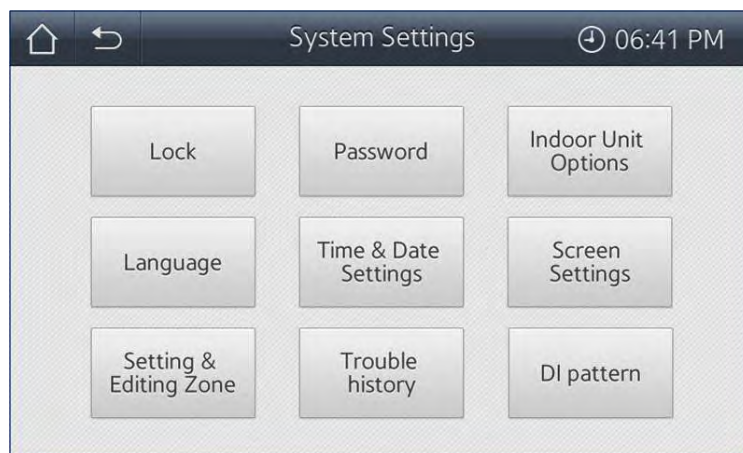 System Settings 06:41 PM
Lock
Password
Indoor Unit
Options
Language
Time & Date
Settings
Screen
Settings
Setting &
Editing Zone
Trouble
history
DI pattern